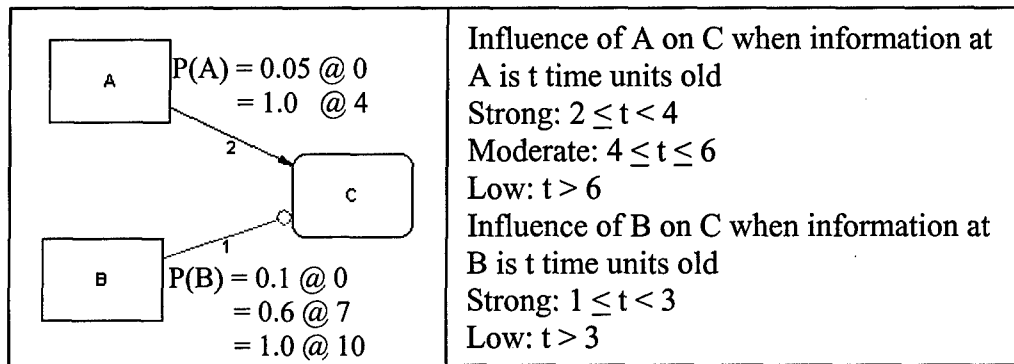 A
P(A) = 0.05 @ 0
= 1.0 @ 4
2
C
1
B
P(B) = 0.1 @ 0
= 0.6 @ 7
= 1.0 @ 10
Influence of A on C when information at
A is t time units old
Strong: 2 ≤ t < 4
Moderate: 4 ≤ t ≤ 6
Low: t > 6
Influence of B on C when information at
B is t time units old
Strong: 1 ≤ t < 3
Low: t > 3